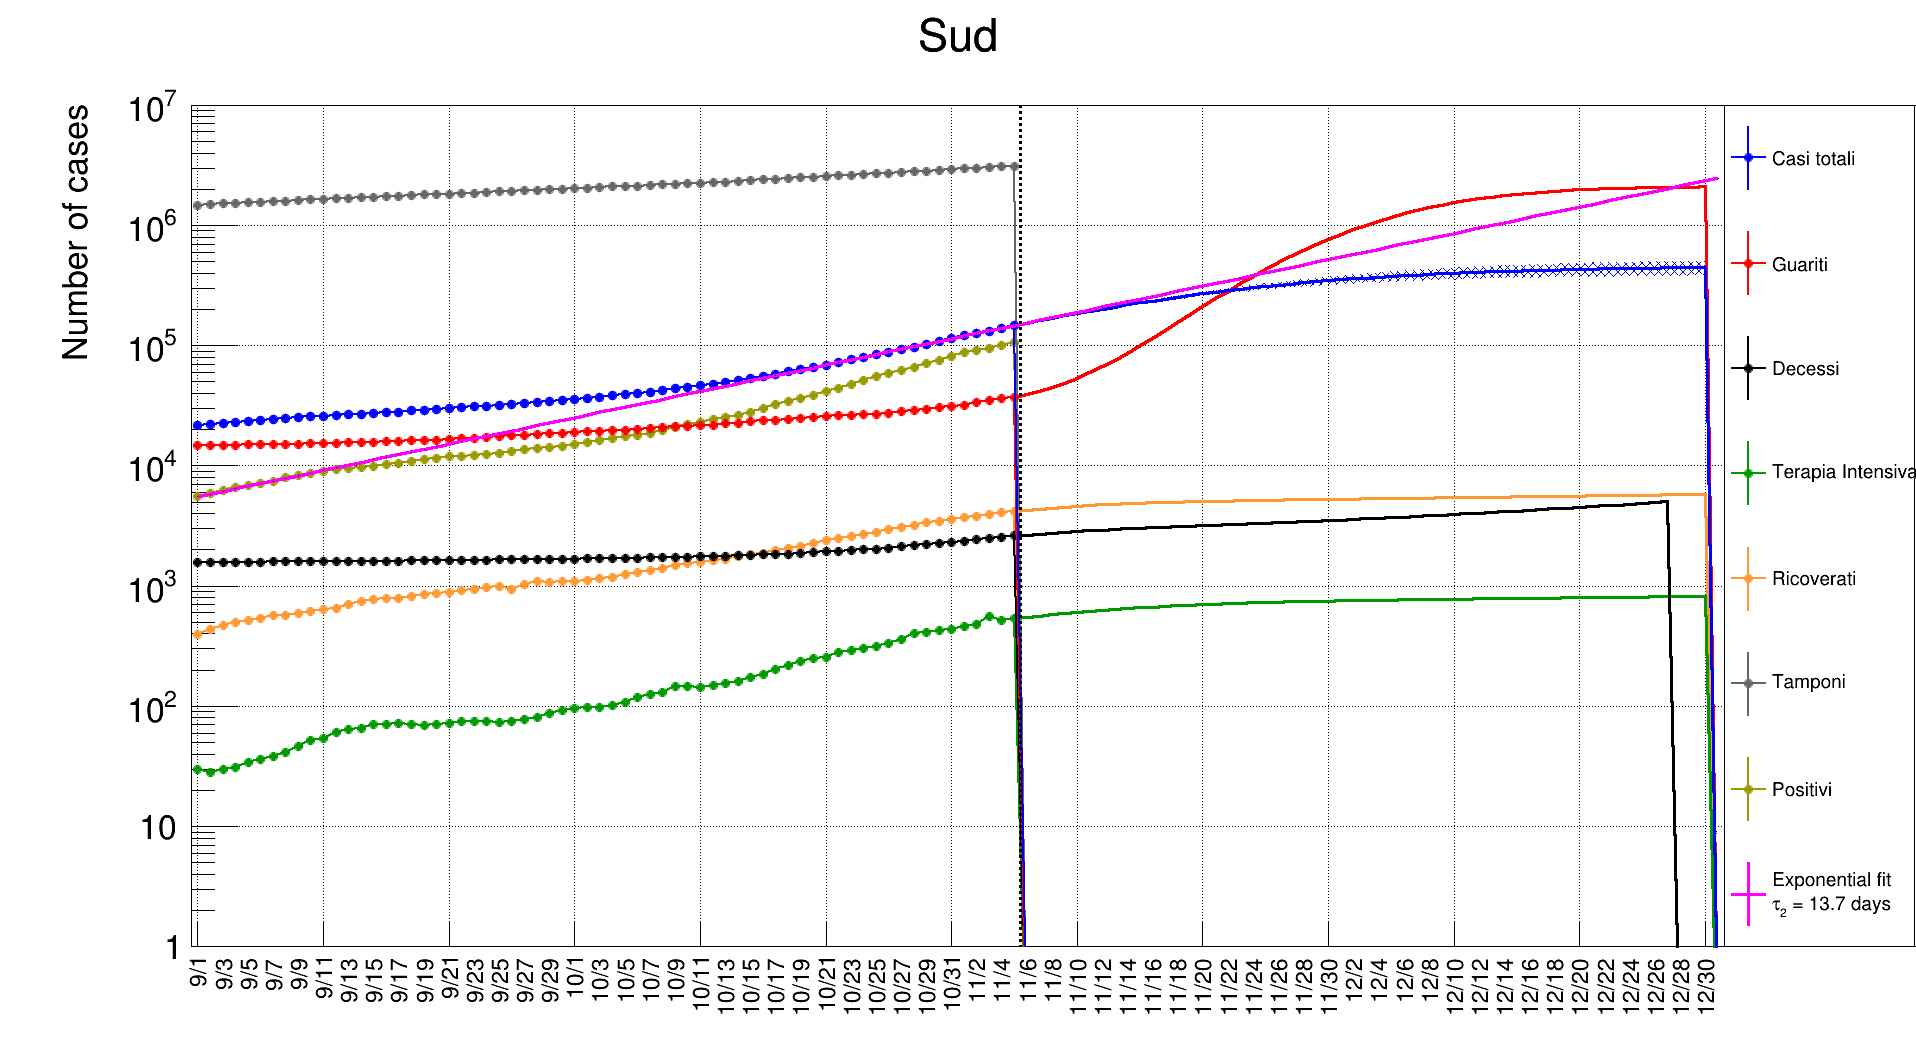 Sud
Number of cases
10^7
10^6
10^5
10^4
10^3
10^2
10
1
9/1 9/3 9/5 9/7 9/9 9/11 9/13 9/15 9/17 9/19 9/21 9/23 9/25 9/27 9/29 10/1 10/3 10/5 10/7 10/9 10/11 10/13 10/15 10/17 10/19 10/21 10/23 10/25 10/27 10/29 10/31 11/2 11/4 11/6 11/8 11/10 11/12 11/14 11/16 11/18 11/20 11/22 11/24 11/26 11/28 11/30 12/2 12/4 12/6 12/8 12/10 12/12 12/14 12/16 12/18 12/20 12/22 12/24 12/26 12/28 12/30
Casi totali
Guariti
Decessi
Terapia Intensiva
Ricoverati
Tamponi
Positivi
Exponential fit
τ₂ = 13.7 days